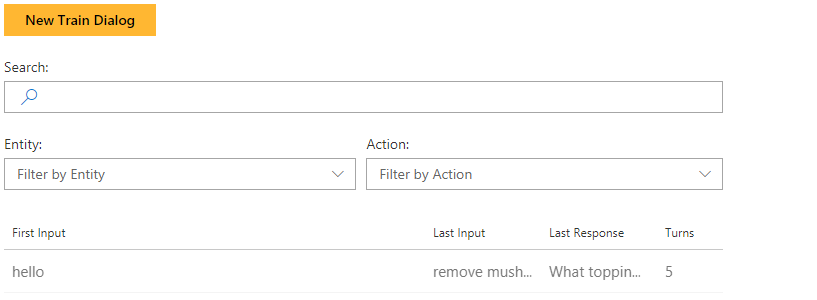 New Train Dialog
Search:
Entity: Action:
Filter by Entity Filter by Action
First Input Last Input Last Response Turns
hello remove mush... What toppin... 5